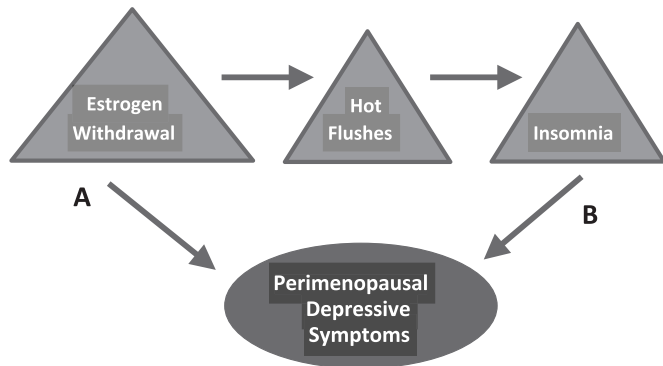 Estrogen
Withdrawal
Hot
Flushes
Insomnia
A
B
Perimenopausal
Depressive
Symptoms